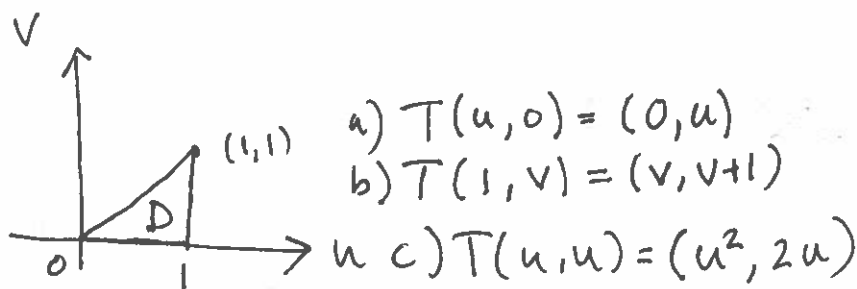 V
(1,1)
D
0
1
u
a) T(u,0) = (0,u)
b) T(1,v) = (v,v+1)
c) T(u,u) = (u², 2u)